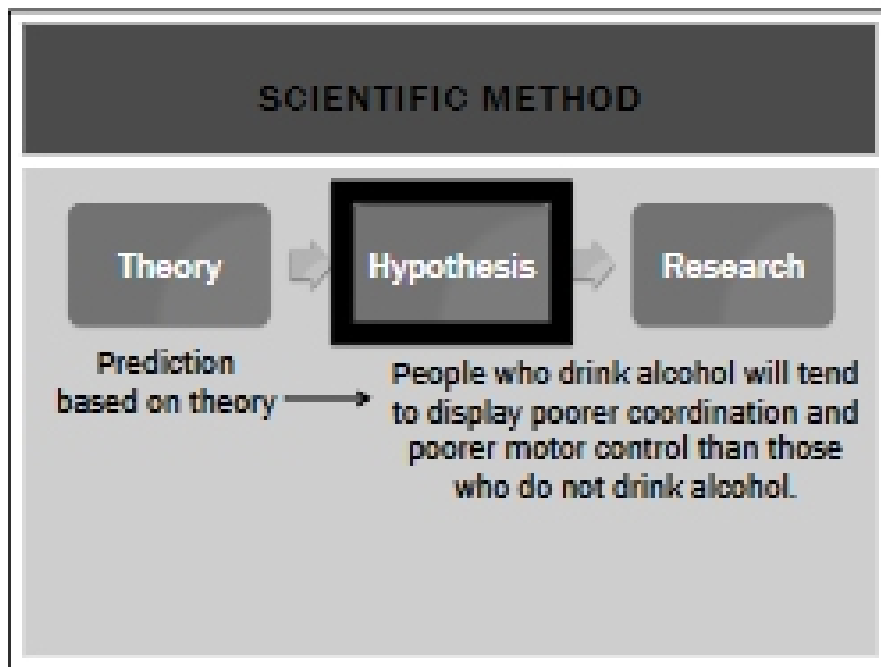 SCIENTIFIC METHOD
Theory
Hypothesis
Research
Prediction
based on theory
People who drink alcohol will tend
to display poorer coordination and
poorer motor control than those
who do not drink alcohol.